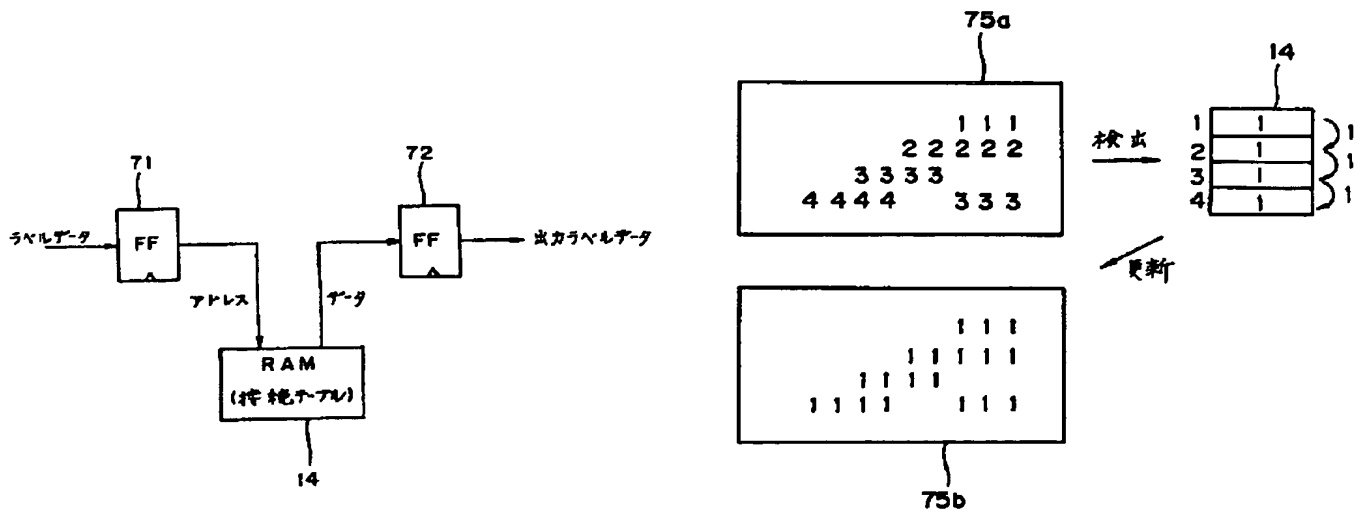 71
72
ラベルデータ
FF
FF
出力ラベルデータ
アドレス
データ
RAM
(接続テーブル)
14
75a
1 1 1
2 2 2 2 2
3 3 3 3
4 4 4 4 3 3 3
検出
14
1 1
2 1
3 1
4 1
1
1
1
更新
1 1 1
1 1 1 1 1
1 1 1 1
1 1 1 1 1 1 1
75b